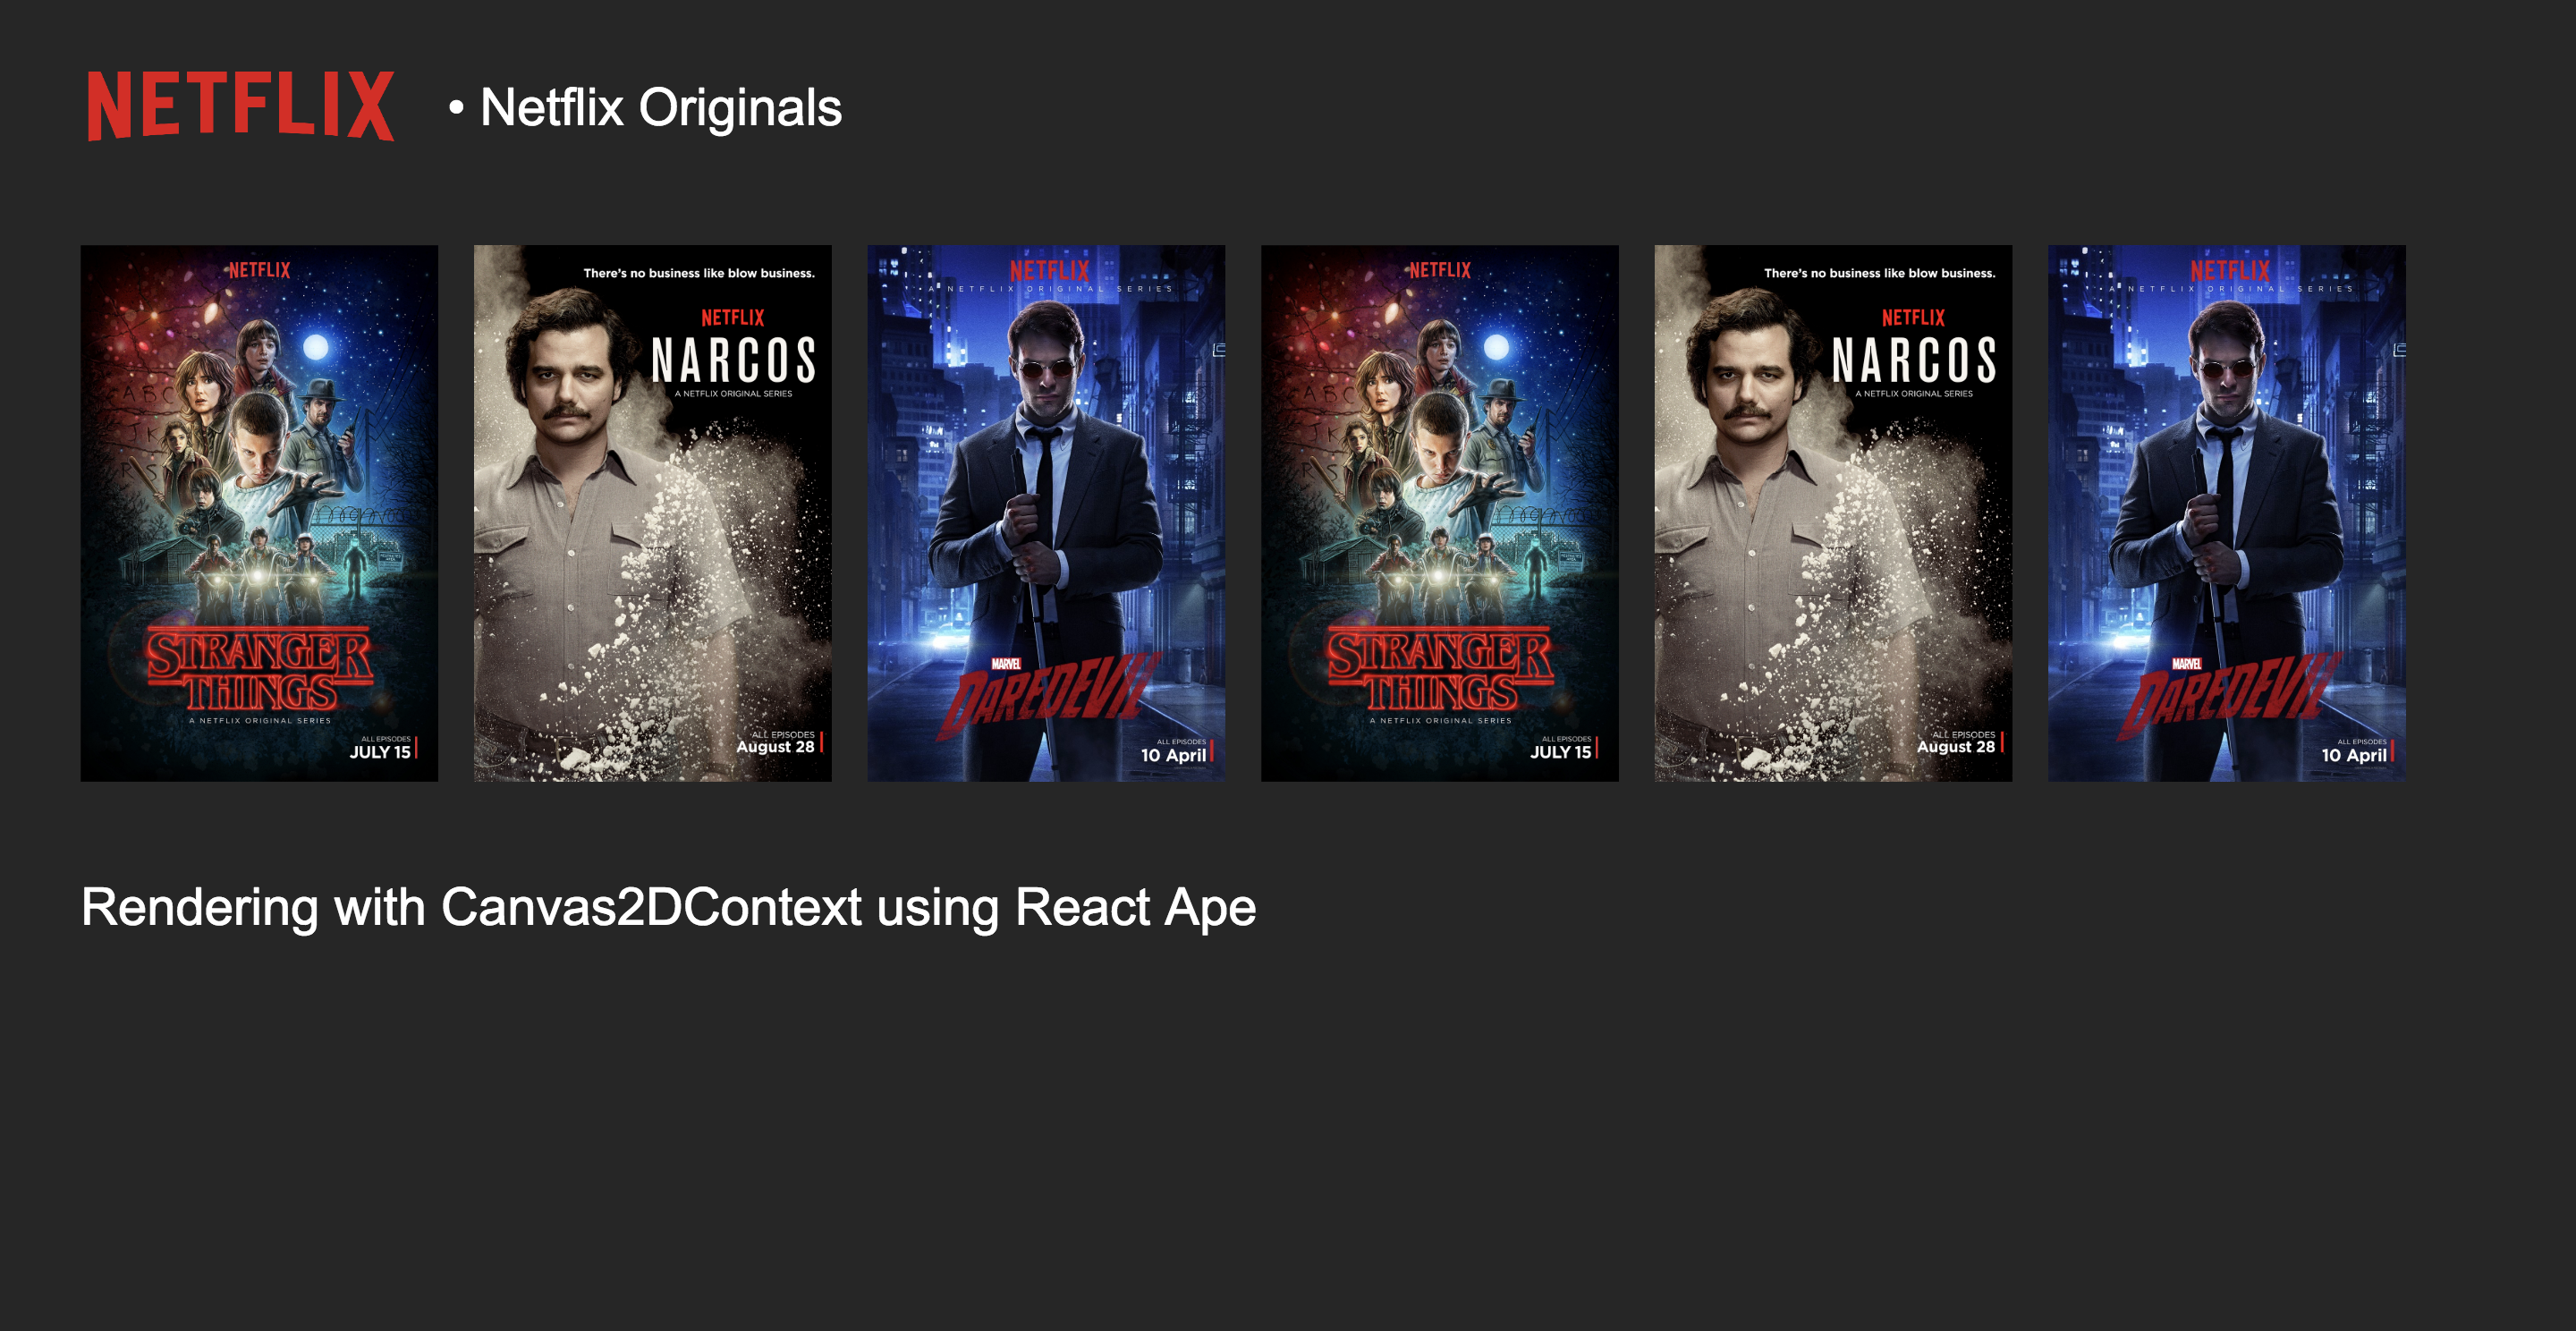 NETFLIX • Netflix Originals
NETFLIX
STRANGER
THINGS
A NETFLIX ORIGINAL SERIES
ALL EPISODES
JULY 15
There's no business like blow business.
NETFLIX
NARCOS
A NETFLIX ORIGINAL SERIES
ALL EPISODES
August 28
NETFLIX
A NETFLIX ORIGINAL SERIES
MARVEL
DAREDEVIL
ALL EPISODES
10 April
NETFLIX
STRANGER
THINGS
A NETFLIX ORIGINAL SERIES
ALL EPISODES
JULY 15
There's no business like blow business.
NETFLIX
NARCOS
A NETFLIX ORIGINAL SERIES
ALL EPISODES
August 28
NETFLIX
A NETFLIX ORIGINAL SERIES
MARVEL
DAREDEVIL
ALL EPISODES
10 April
Rendering with Canvas2DContext using React Ape